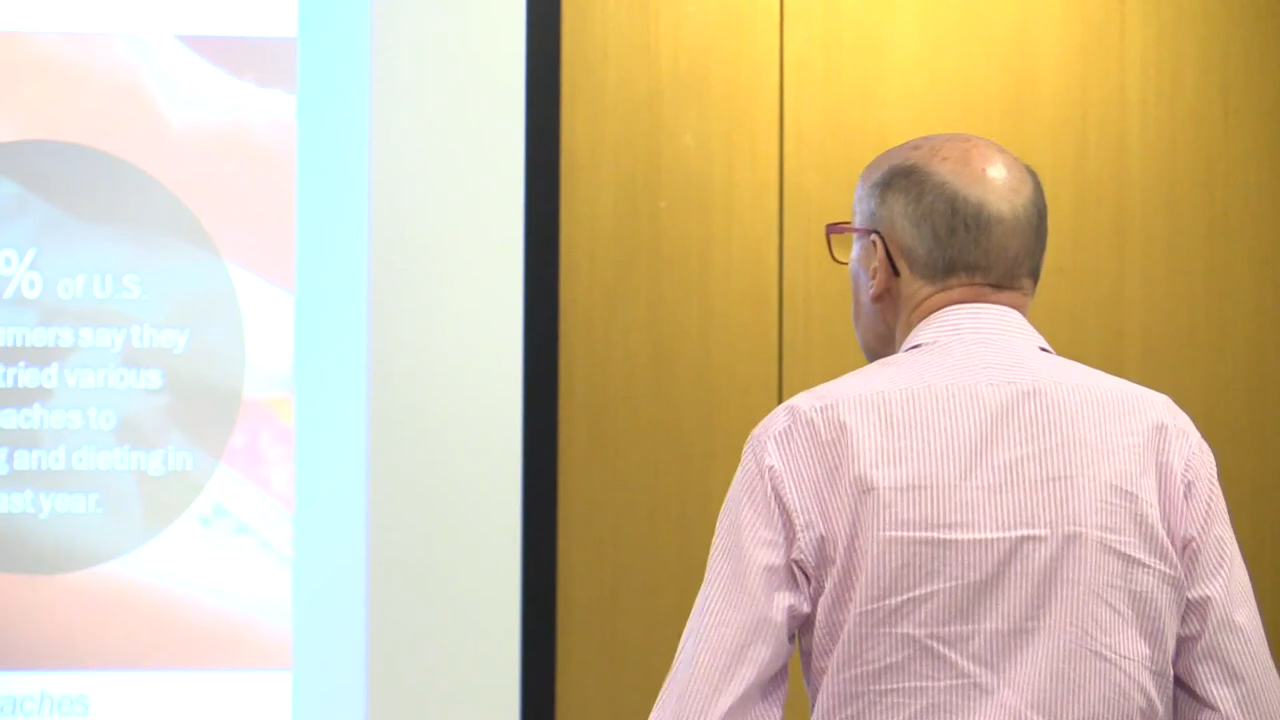 % of U.S.
umers say they
tried various
aches to
g and dieting in
ast year.
aches